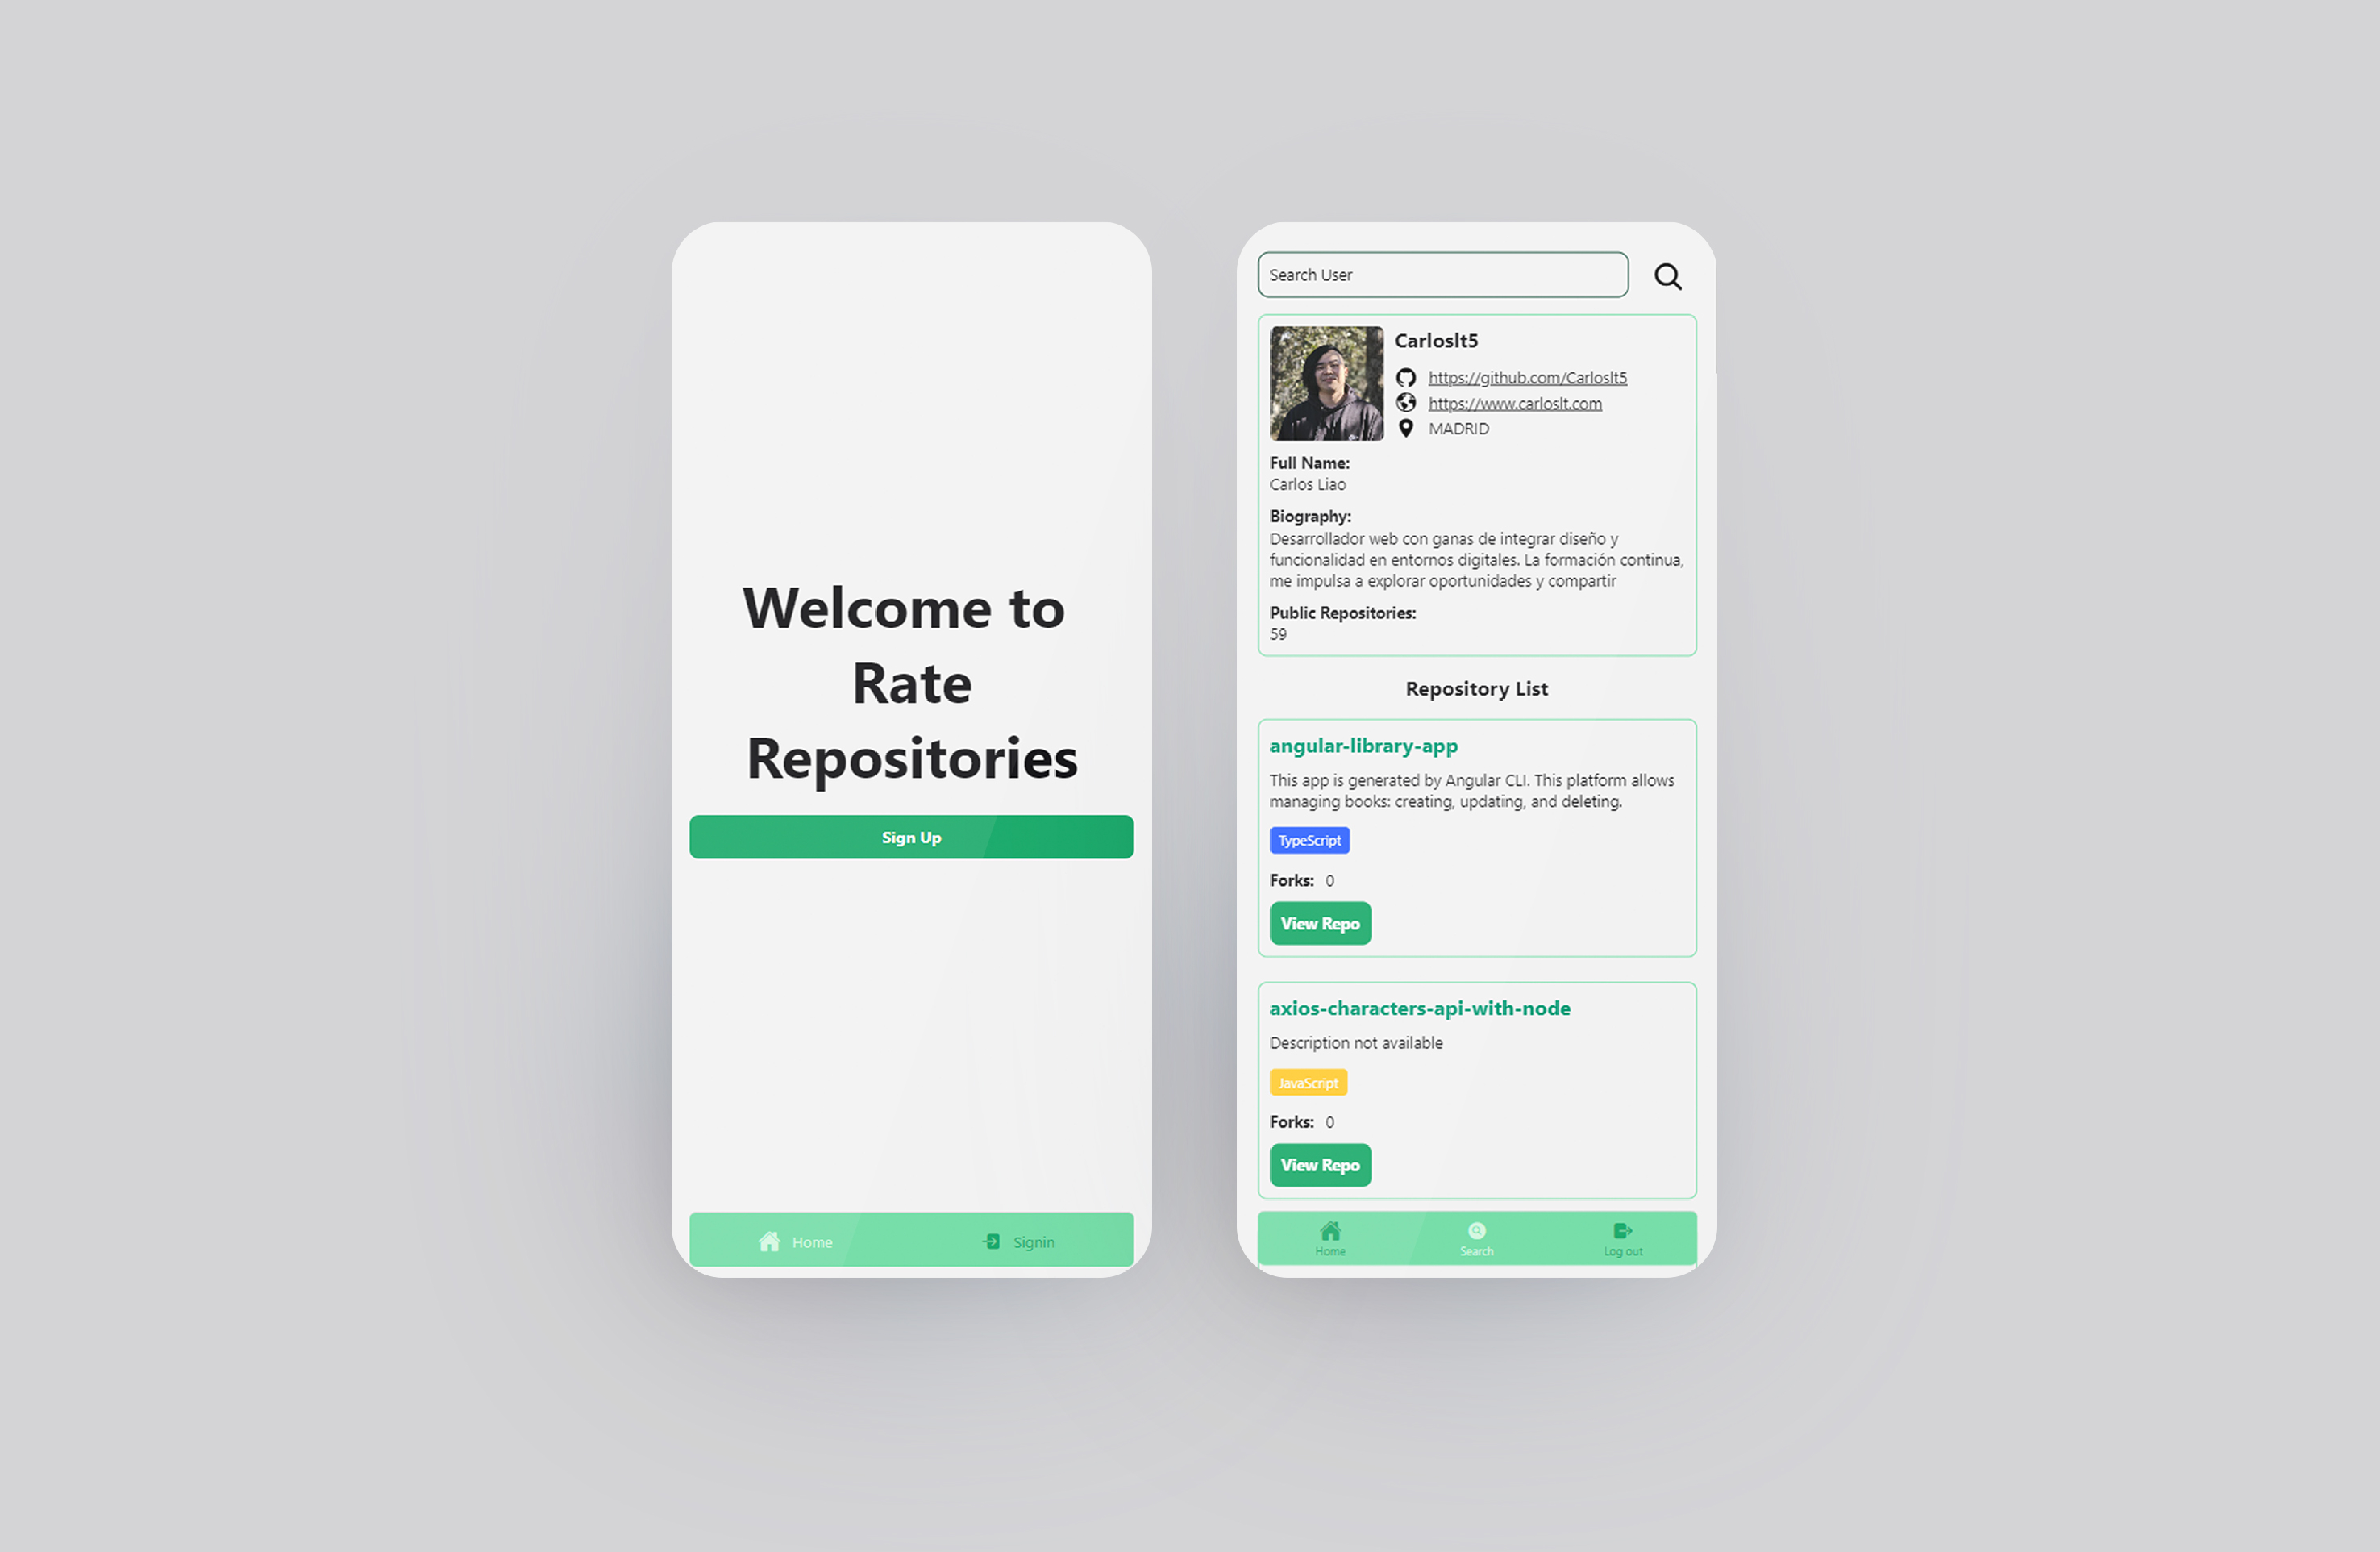 Welcome to
Rate
Repositories
Sign Up
Home
Signin
Search User
Carloslt5
https://github.com/Carloslt5
https://www.carloslt.com
MADRID
Full Name:
Carlos Liao
Biography:
Desarrollador web con ganas de integrar diseño y
funcionalidad en entornos digitales. La formación continua,
me impulsa a explorar oportunidades y compartir
Public Repositories:
59
Repository List
angular-library-app
This app is generated by Angular CLI. This platform allows
managing books: creating, updating, and deleting.
TypeScript
Forks: 0
View Repo
axios-characters-api-with-node
Description not available
JavaScript
Forks: 0
View Repo
Home
Search
Log out